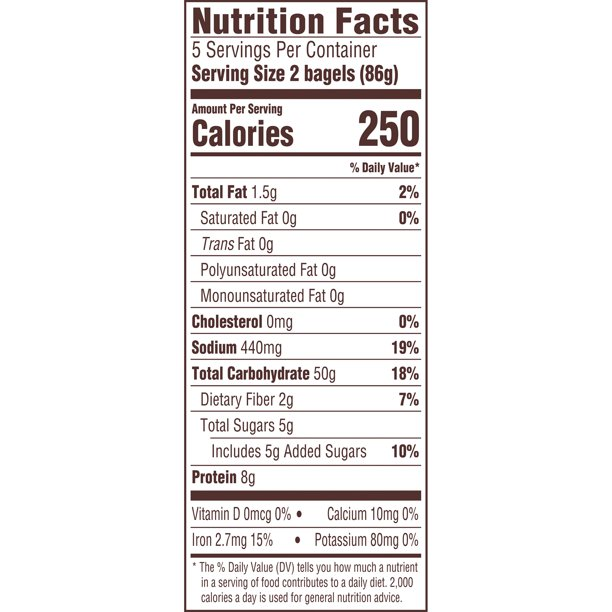 Nutrition Facts
5 Servings Per Container
Serving Size 2 bagels (86g)
Amount Per Serving
Calories 250
% Daily Value*
Total Fat 1.5g 2%
Saturated Fat 0g 0%
Trans Fat 0g
Polyunsaturated Fat 0g
Monounsaturated Fat 0g
Cholesterol 0mg 0%
Sodium 440mg 19%
Total Carbohydrate 50g 18%
Dietary Fiber 2g 7%
Total Sugars 5g
Includes 5g Added Sugars 10%
Protein 8g
Vitamin D 0mcg 0% • Calcium 10mg 0%
Iron 2.7mg 15% • Potassium 80mg 0%
* The % Daily Value (DV) tells you how much a nutrient
in a serving of food contributes to a daily diet. 2,000
calories a day is used for general nutrition advice.